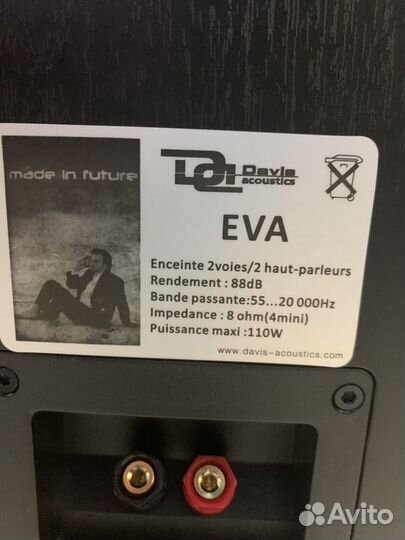 made in future
Davis
acoustics
EVA
Enceinte 2voies/2 haut-parleurs
Rendement : 88dB
Bande passante:55...20 000Hz
Impedance : 8 ohm(4mini)
Puissance maxi :110W
www.davis-acoustics.com
Avito